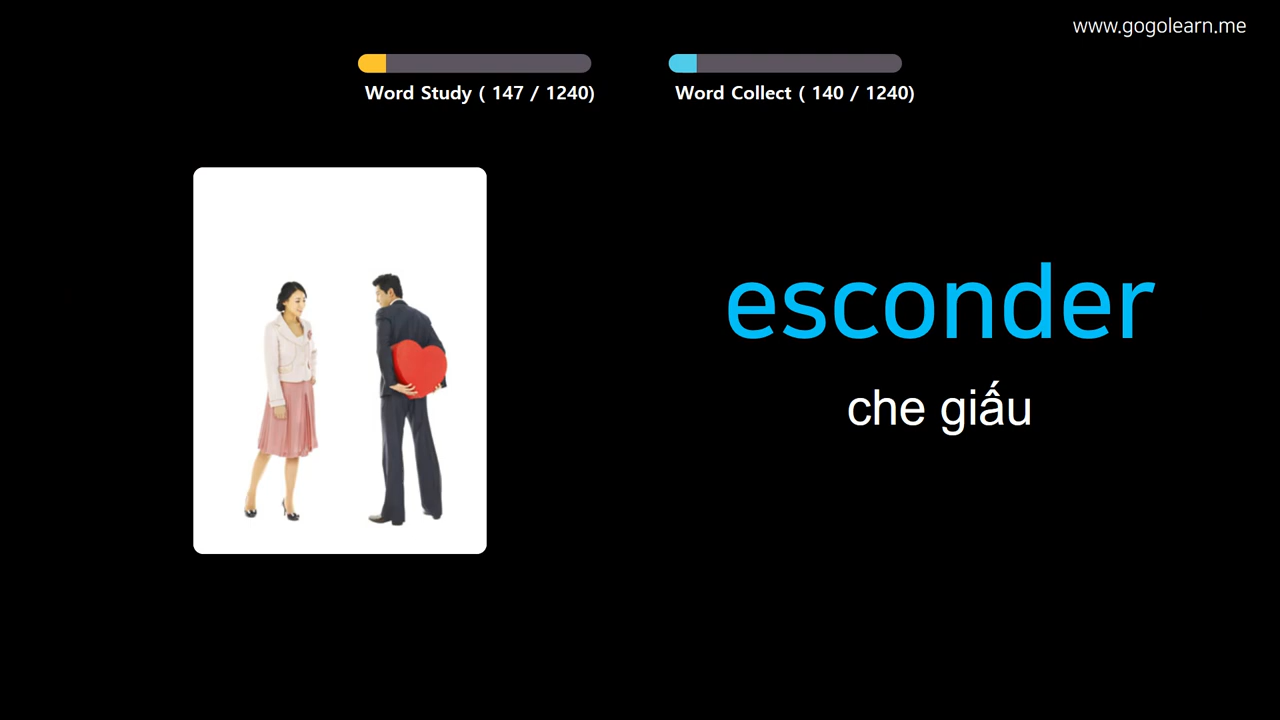 www.gogolearn.me
Word Study ( 147 / 1240)
Word Collect ( 140 / 1240)
esconder
che giấu